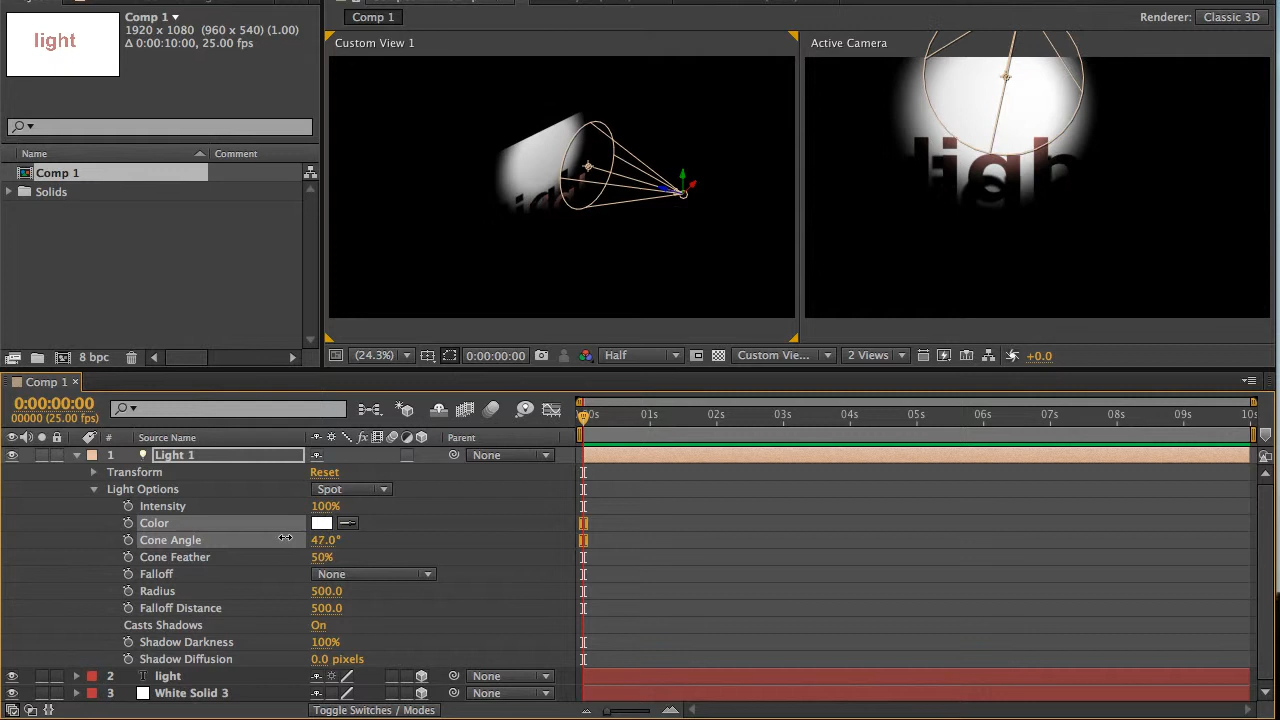 Comp 1
1920 x 1080 (960 x 540) (1.00)
Δ 0:00:10:00, 25.00 fps
light
Name Comment
Comp 1
Solids
8 bpc
Comp 1
Renderer: Classic 3D
Custom View 1
Active Camera
light
(24.3%) 0:00:00:00 Half Custom Vie... 2 Views +0.0
Comp 1
0:00:00:00
00000 (25.00 fps)
# Source Name fx Parent
01s 02s 03s 04s 05s 06s 07s 08s 09s 10s
1 Light 1 None
Transform Reset
Light Options Spot
Intensity 100%
Color
Cone Angle 47.0°
Cone Feather 50%
Falloff None
Radius 500.0
Falloff Distance 500.0
Casts Shadows On
Shadow Darkness 100%
Shadow Diffusion 0.0 pixels
2 T light None
3 White Solid 3 None
Toggle Switches / Modes